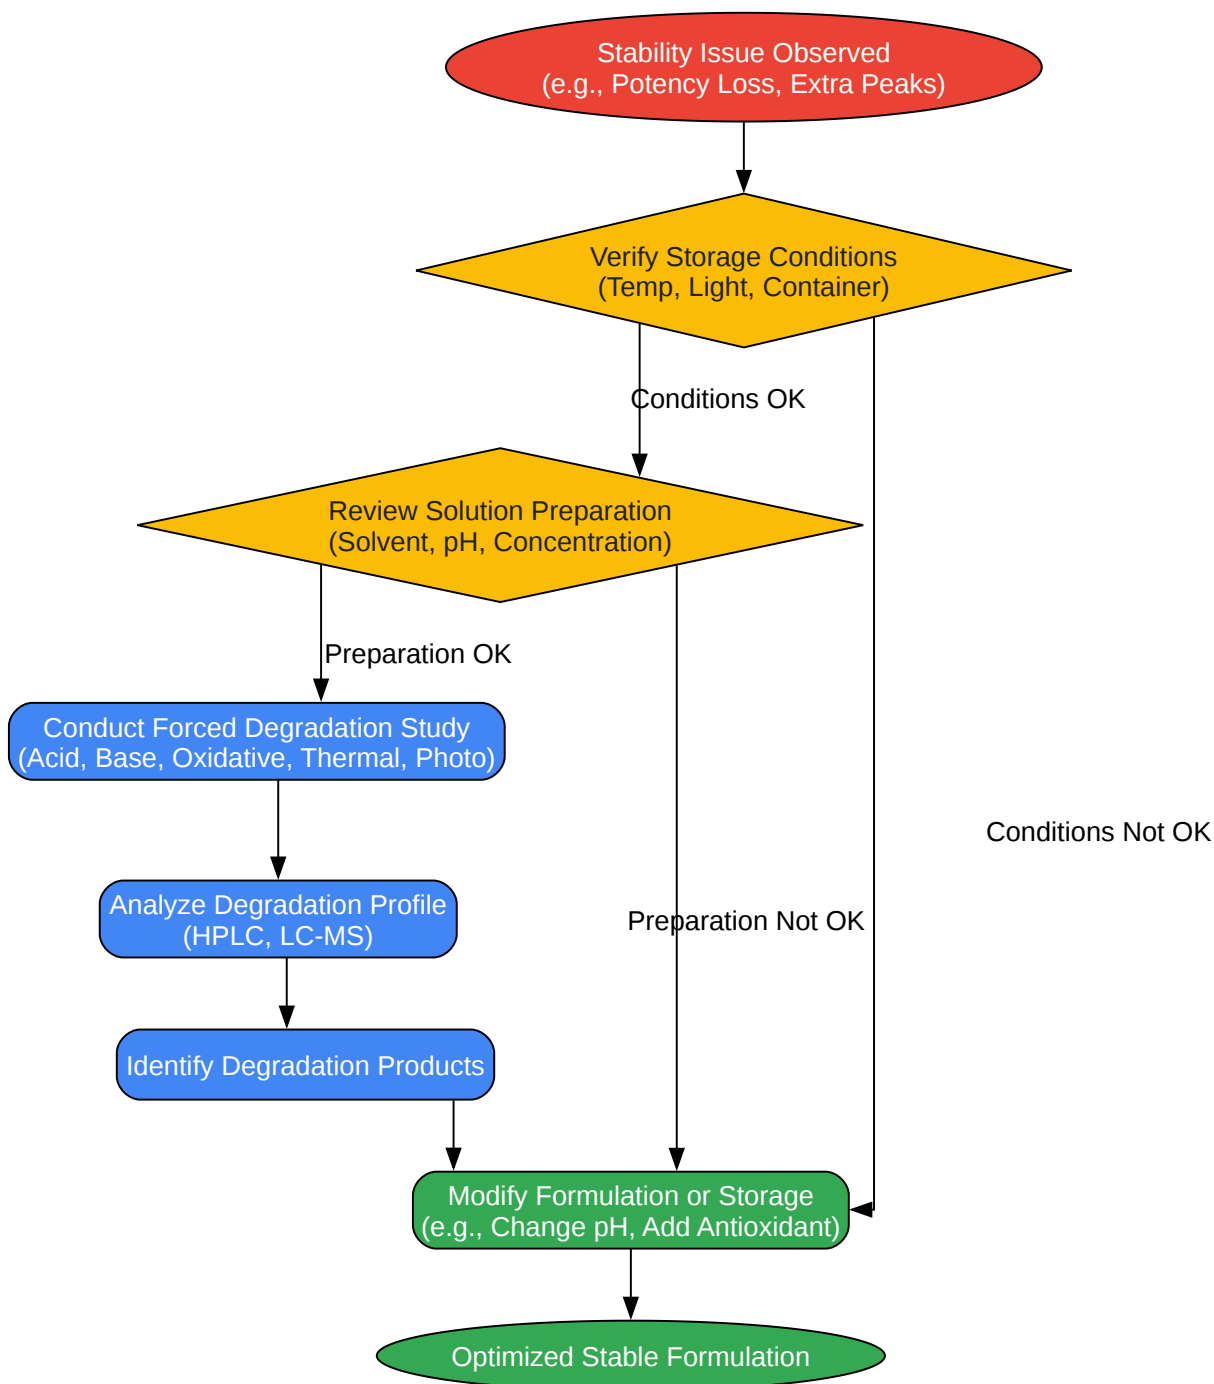 Stability Issue Observed
(e.g., Potency Loss, Extra Peaks)
Verify Storage Conditions
(Temp, Light, Container)
Conditions OK
Review Solution Preparation
(Solvent, pH, Concentration)
Preparation OK
Conduct Forced Degradation Study
(Acid, Base, Oxidative, Thermal, Photo)
Conditions Not OK
Analyze Degradation Profile
(HPLC, LC-MS)
Preparation Not OK
Identify Degradation Products
Modify Formulation or Storage
(e.g., Change pH, Add Antioxidant)
Optimized Stable Formulation